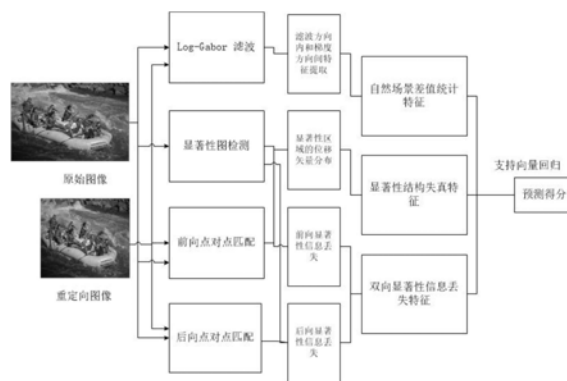 Log-Gabor 滤波
滤波方向
内和梯度
方向间特
征提取
自然场景差值统计
特征
原始图像
显著性图检测
显著性区
域的位移
矢量分布
显著性结构失真特
征
支持向量回归
预测得分
重定向图像
前向点对点匹配
前向显著
性信息丢
失
双向显著性信息丢
失特征
后向点对点匹配
后向显著
性信息丢
失